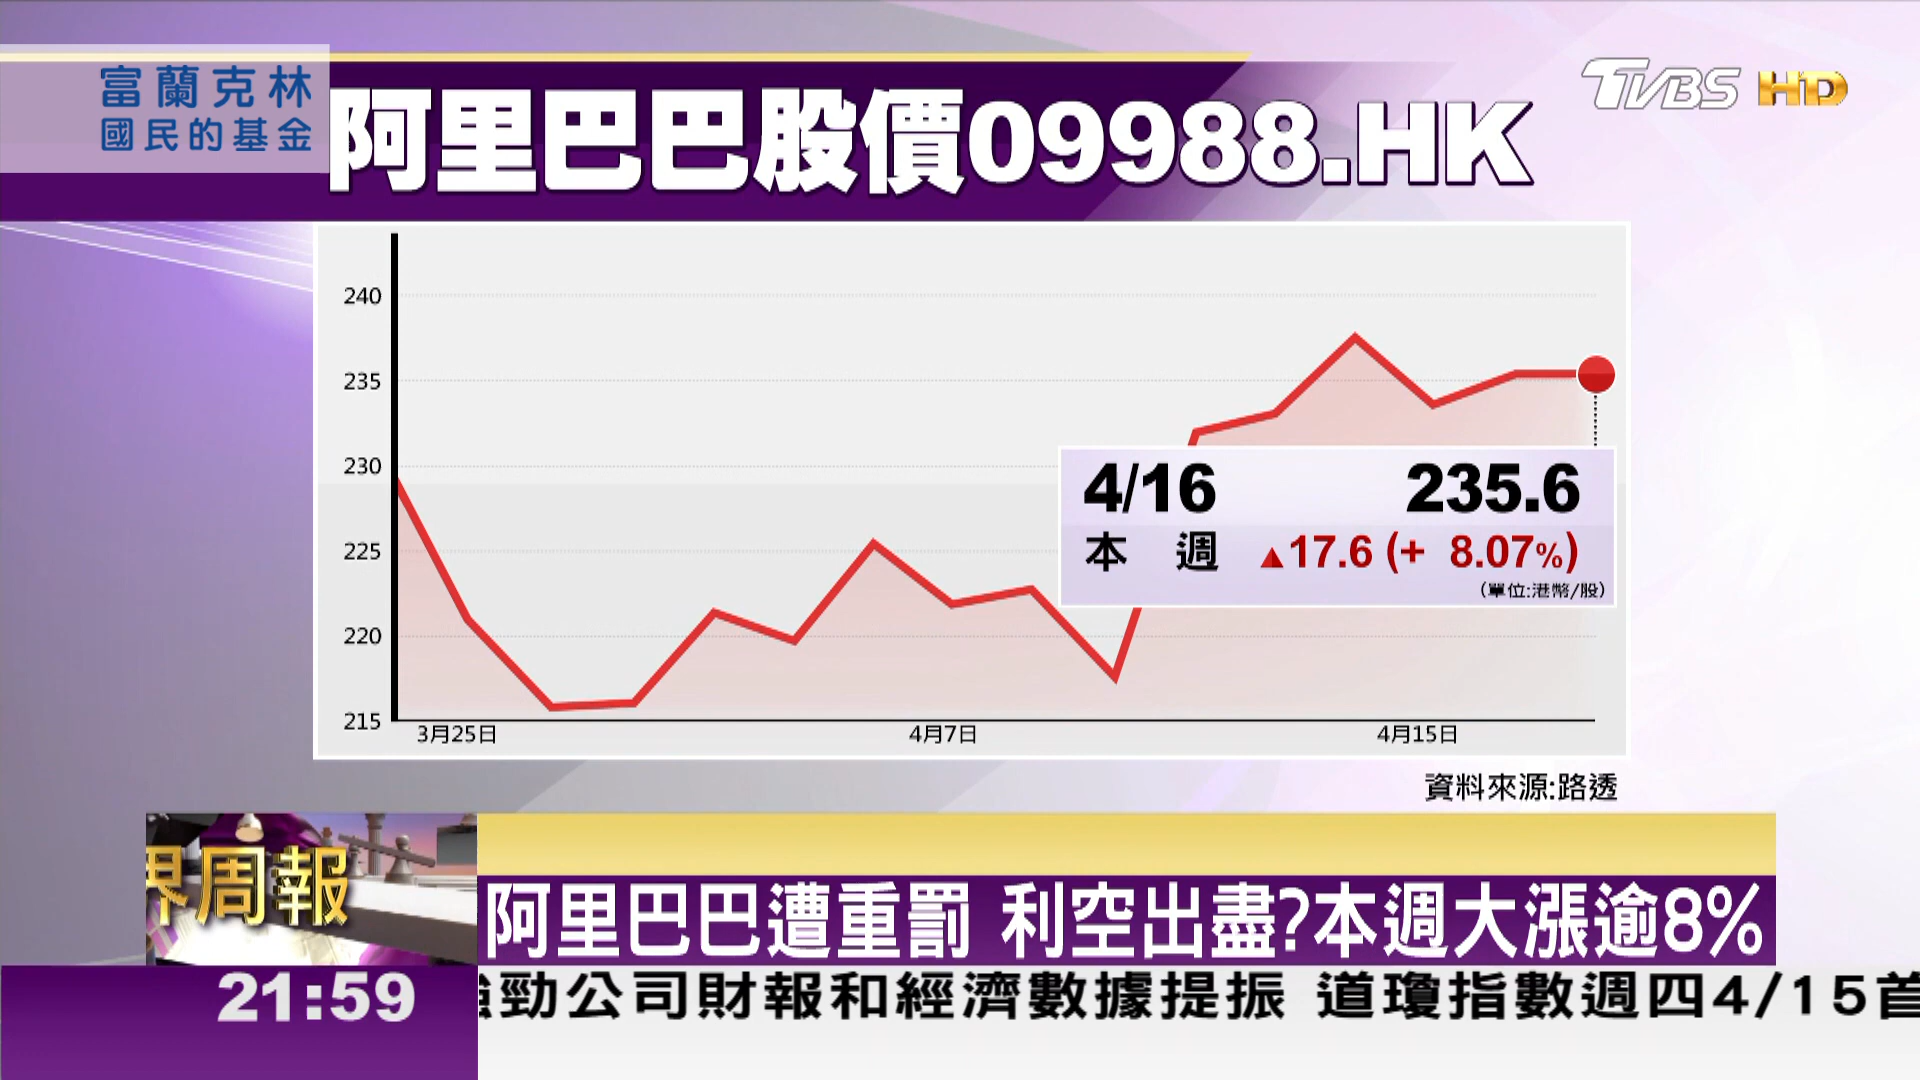 富蘭克林
國民的基金
阿里巴巴股價09988.HK
TVBS HD
240
235
230
225
220
215
3月25日
4月7日
4月15日
4/16 235.6
本 週 ▲17.6 (+ 8.07%)
(單位:港幣/股)
資料來源:路透
界周報
阿里巴巴遭重罰 利空出盡?本週大漲逾8%
21:59
勁公司財報和經濟數據提振 道瓊指數週四4/15首